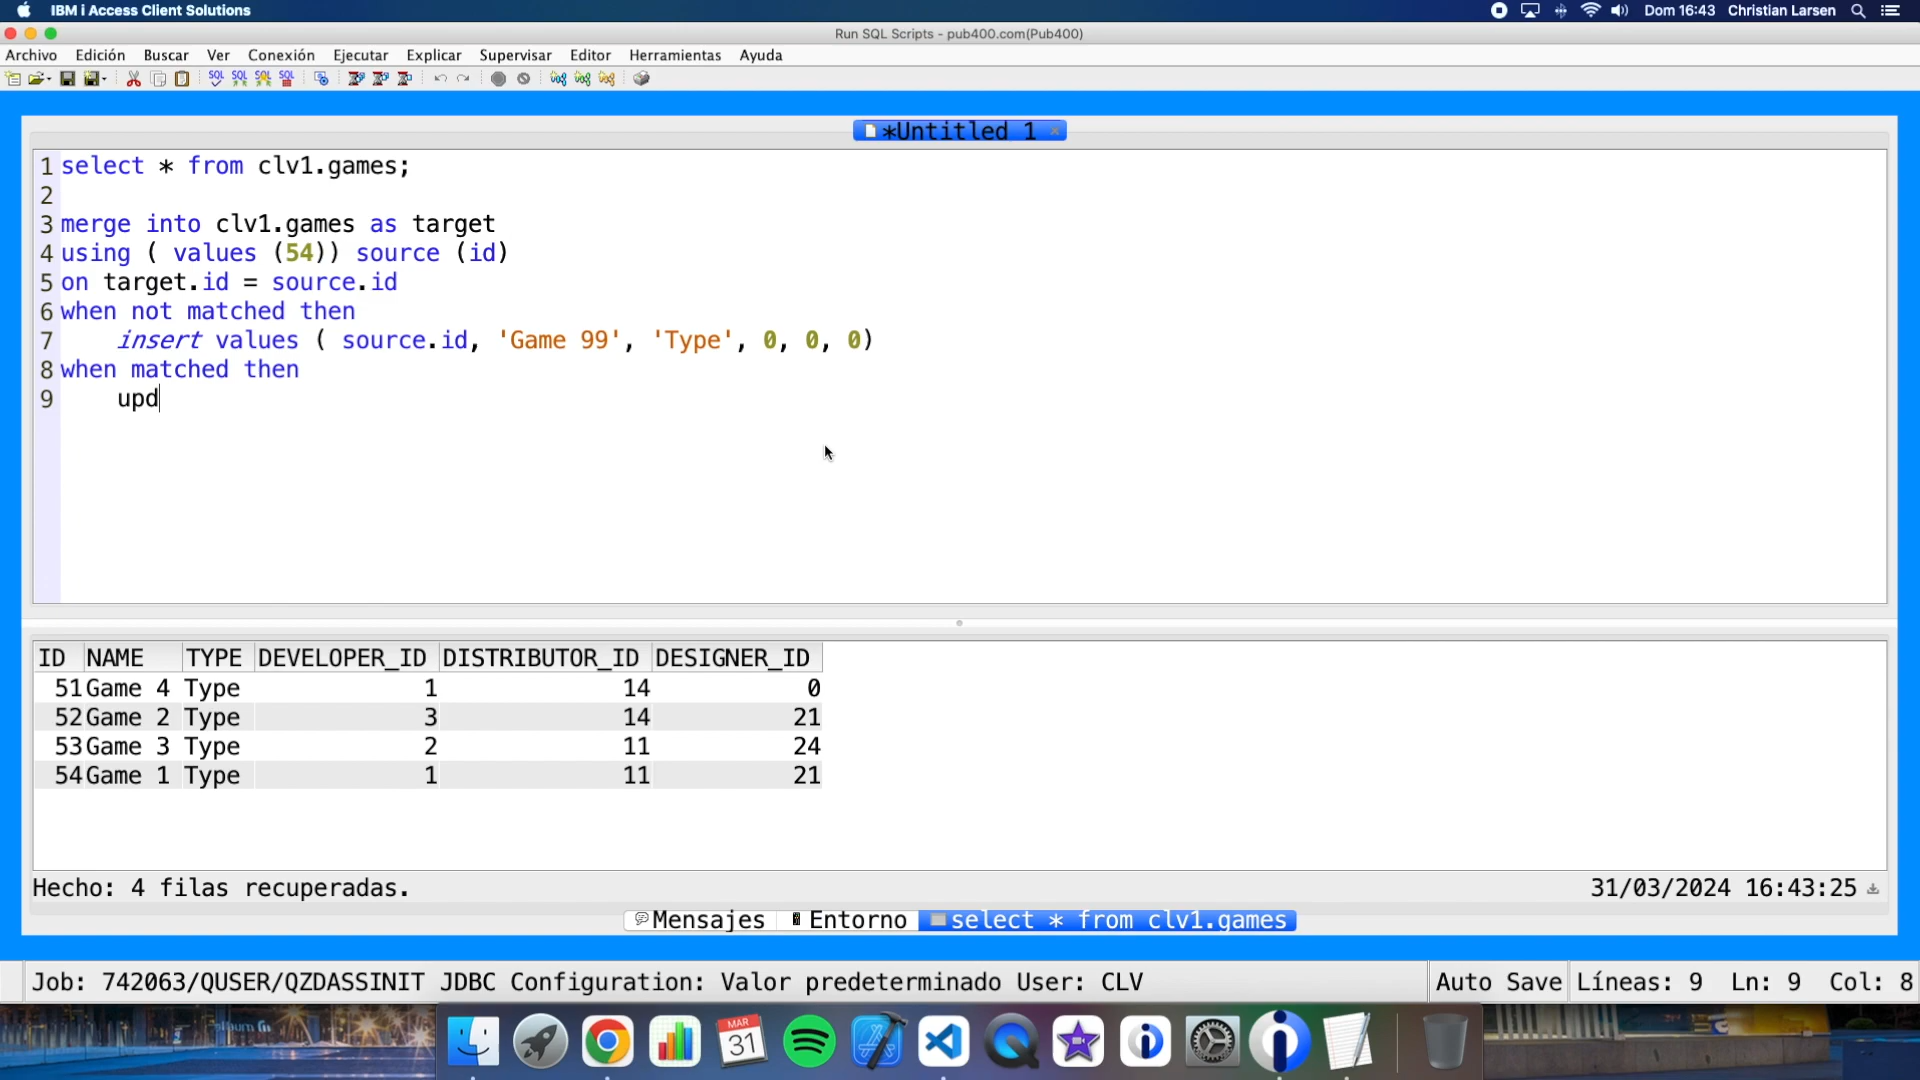 IBM i Access Client Solutions Dom 16:43 Christian Larsen
Run SQL Scripts - pub400.com(Pub400)
Archivo Edición Buscar Ver Conexión Ejecutar Explicar Supervisar Editor Herramientas Ayuda
SQL SQL SQL SQL
*Untitled 1
1 select * from clv1.games;
2
3 merge into clv1.games as target
4 using ( values (54)) source (id)
5 on target.id = source.id
6 when not matched then
7 insert values ( source.id, 'Game 99', 'Type', 0, 0, 0)
8 when matched then
9 upd
ID NAME TYPE DEVELOPER_ID DISTRIBUTOR_ID DESIGNER_ID
51 Game 4 Type 1 14 0
52 Game 2 Type 3 14 21
53 Game 3 Type 2 11 24
54 Game 1 Type 1 11 21
Hecho: 4 filas recuperadas. 31/03/2024 16:43:25
Mensajes Entorno select * from clv1.games
Job: 742063/QUSER/QZDASSINIT JDBC Configuration: Valor predeterminado User: CLV Auto Save Líneas: 9 Ln: 9 Col: 8
MAR
31